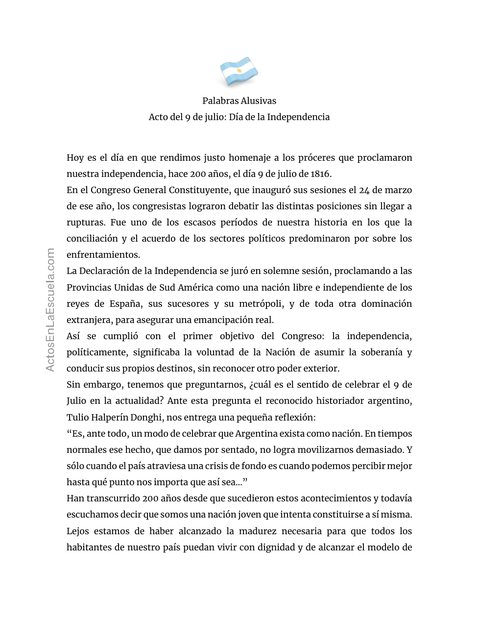 Palabras Alusivas
Acto del 9 de julio: Día de la Independencia
Hoy es el día en que rendimos justo homenaje a los próceres que proclamaron
nuestra independencia, hace 200 años, el día 9 de julio de 1816.
En el Congreso General Constituyente, que inauguró sus sesiones el 24 de marzo
de ese año, los congresistas lograron debatir las distintas posiciones sin llegar a
rupturas. Fue uno de los escasos períodos de nuestra historia en los que la
conciliación y el acuerdo de los sectores políticos predominaron por sobre los
enfrentamientos.
La Declaración de la Independencia se juró en solemne sesión, proclamando a las
Provincias Unidas de Sud América como una nación libre e independiente de los
reyes de España, sus sucesores y su metrópoli, y de toda otra dominación
extranjera, para asegurar una emancipación real.
Así se cumplió con el primer objetivo del Congreso: la independencia,
políticamente, significaba la voluntad de la Nación de asumir la soberanía y
conducir sus propios destinos, sin reconocer otro poder exterior.
Sin embargo, tenemos que preguntarnos, ¿cuál es el sentido de celebrar el 9 de
Julio en la actualidad? Ante esta pregunta el reconocido historiador argentino,
Tulio Halperín Donghi, nos entrega una pequeña reflexión:
“Es, ante todo, un modo de celebrar que Argentina exista como nación. En tiempos
normales ese hecho, que damos por sentado, no logra movilizarnos demasiado. Y
sólo cuando el país atraviesa una crisis de fondo es cuando podemos percibir mejor
hasta qué punto nos importa que así sea…”
Han transcurrido 200 años desde que sucedieron estos acontecimientos y todavía
escuchamos decir que somos una nación joven que intenta constituirse a sí misma.
Lejos estamos de haber alcanzado la madurez necesaria para que todos los
habitantes de nuestro país puedan vivir con dignidad y de alcanzar el modelo de
ActosEnLaEscuela.com